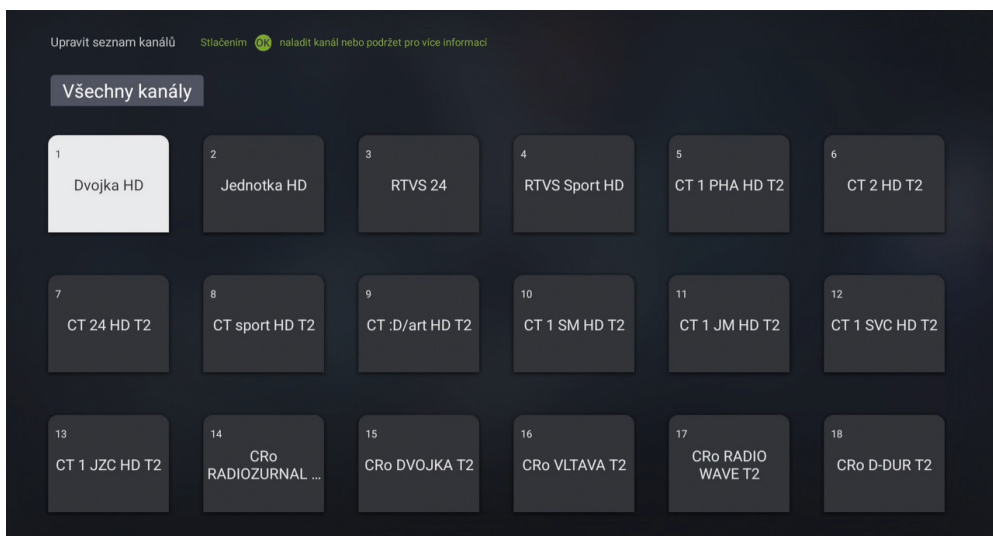 Upravit seznam kanálů Stlačením OK naladit kanál nebo podržet pro více informací
Všechny kanály
1 2 3 4 5 6
Dvojka HD Jednotka HD RTVS 24 RTVS Sport HD CT 1 PHA HD T2 CT 2 HD T2
7 8 9 10 11 12
CT 24 HD T2 CT sport HD T2 CT :D/art HD T2 CT 1 SM HD T2 CT 1 JM HD T2 CT 1 SVC HD T2
13 14 15 16 17 18
CT 1 JZC HD T2
CRo
RADIOZURNAL ...
CRo DVOJKA T2
CRo VLTAVA T2
CRo RADIO
WAVE T2
CRo D-DUR T2